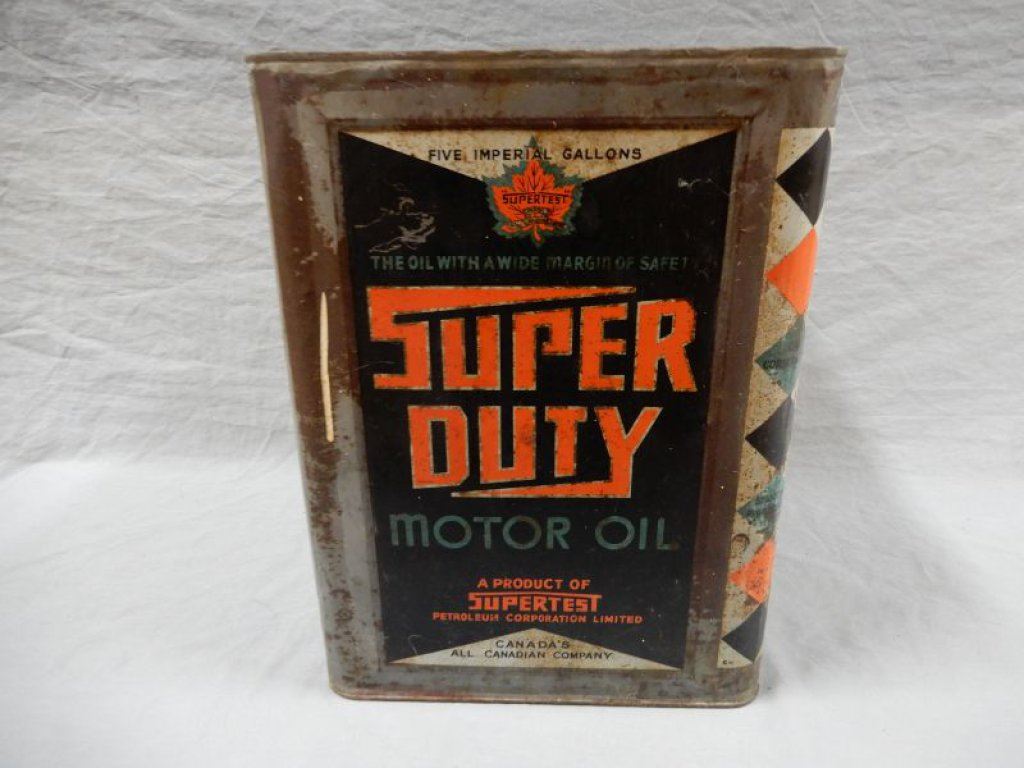 FIVE IMPERIAL GALLONS
SUPERTEST
THE OIL WITH A WIDE MARGIN OF SAFETY
SUPER
DUTY
MOTOR OIL
A PRODUCT OF
SUPERTEST
PETROLEUM CORPORATION LIMITED
CANADA'S
ALL CANADIAN COMPANY